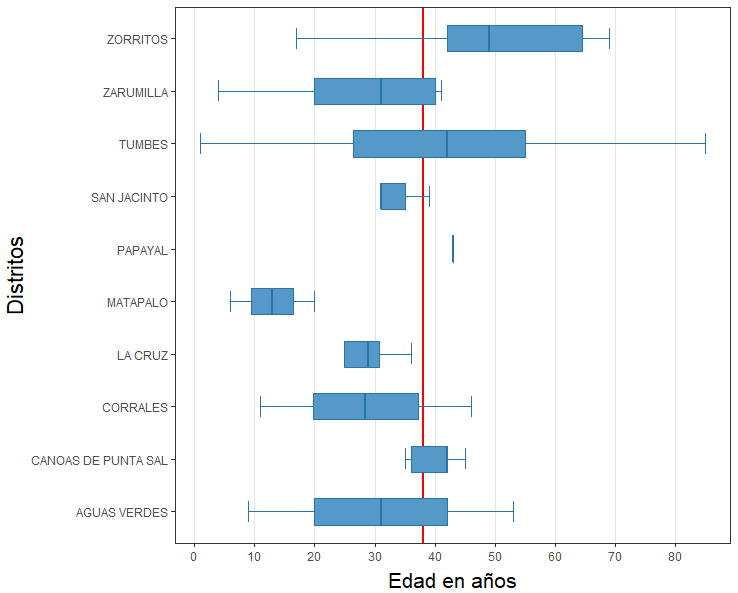 ZORRITOS
ZARUMILLA
TUMBES
SAN JACINTO
PAPAYAL
MATAPALO
LA CRUZ
CORRALES
CANOAS DE PUNTA SAL
AGUAS VERDES
Distritos
0 10 20 30 40 50 60 70 80
Edad en años